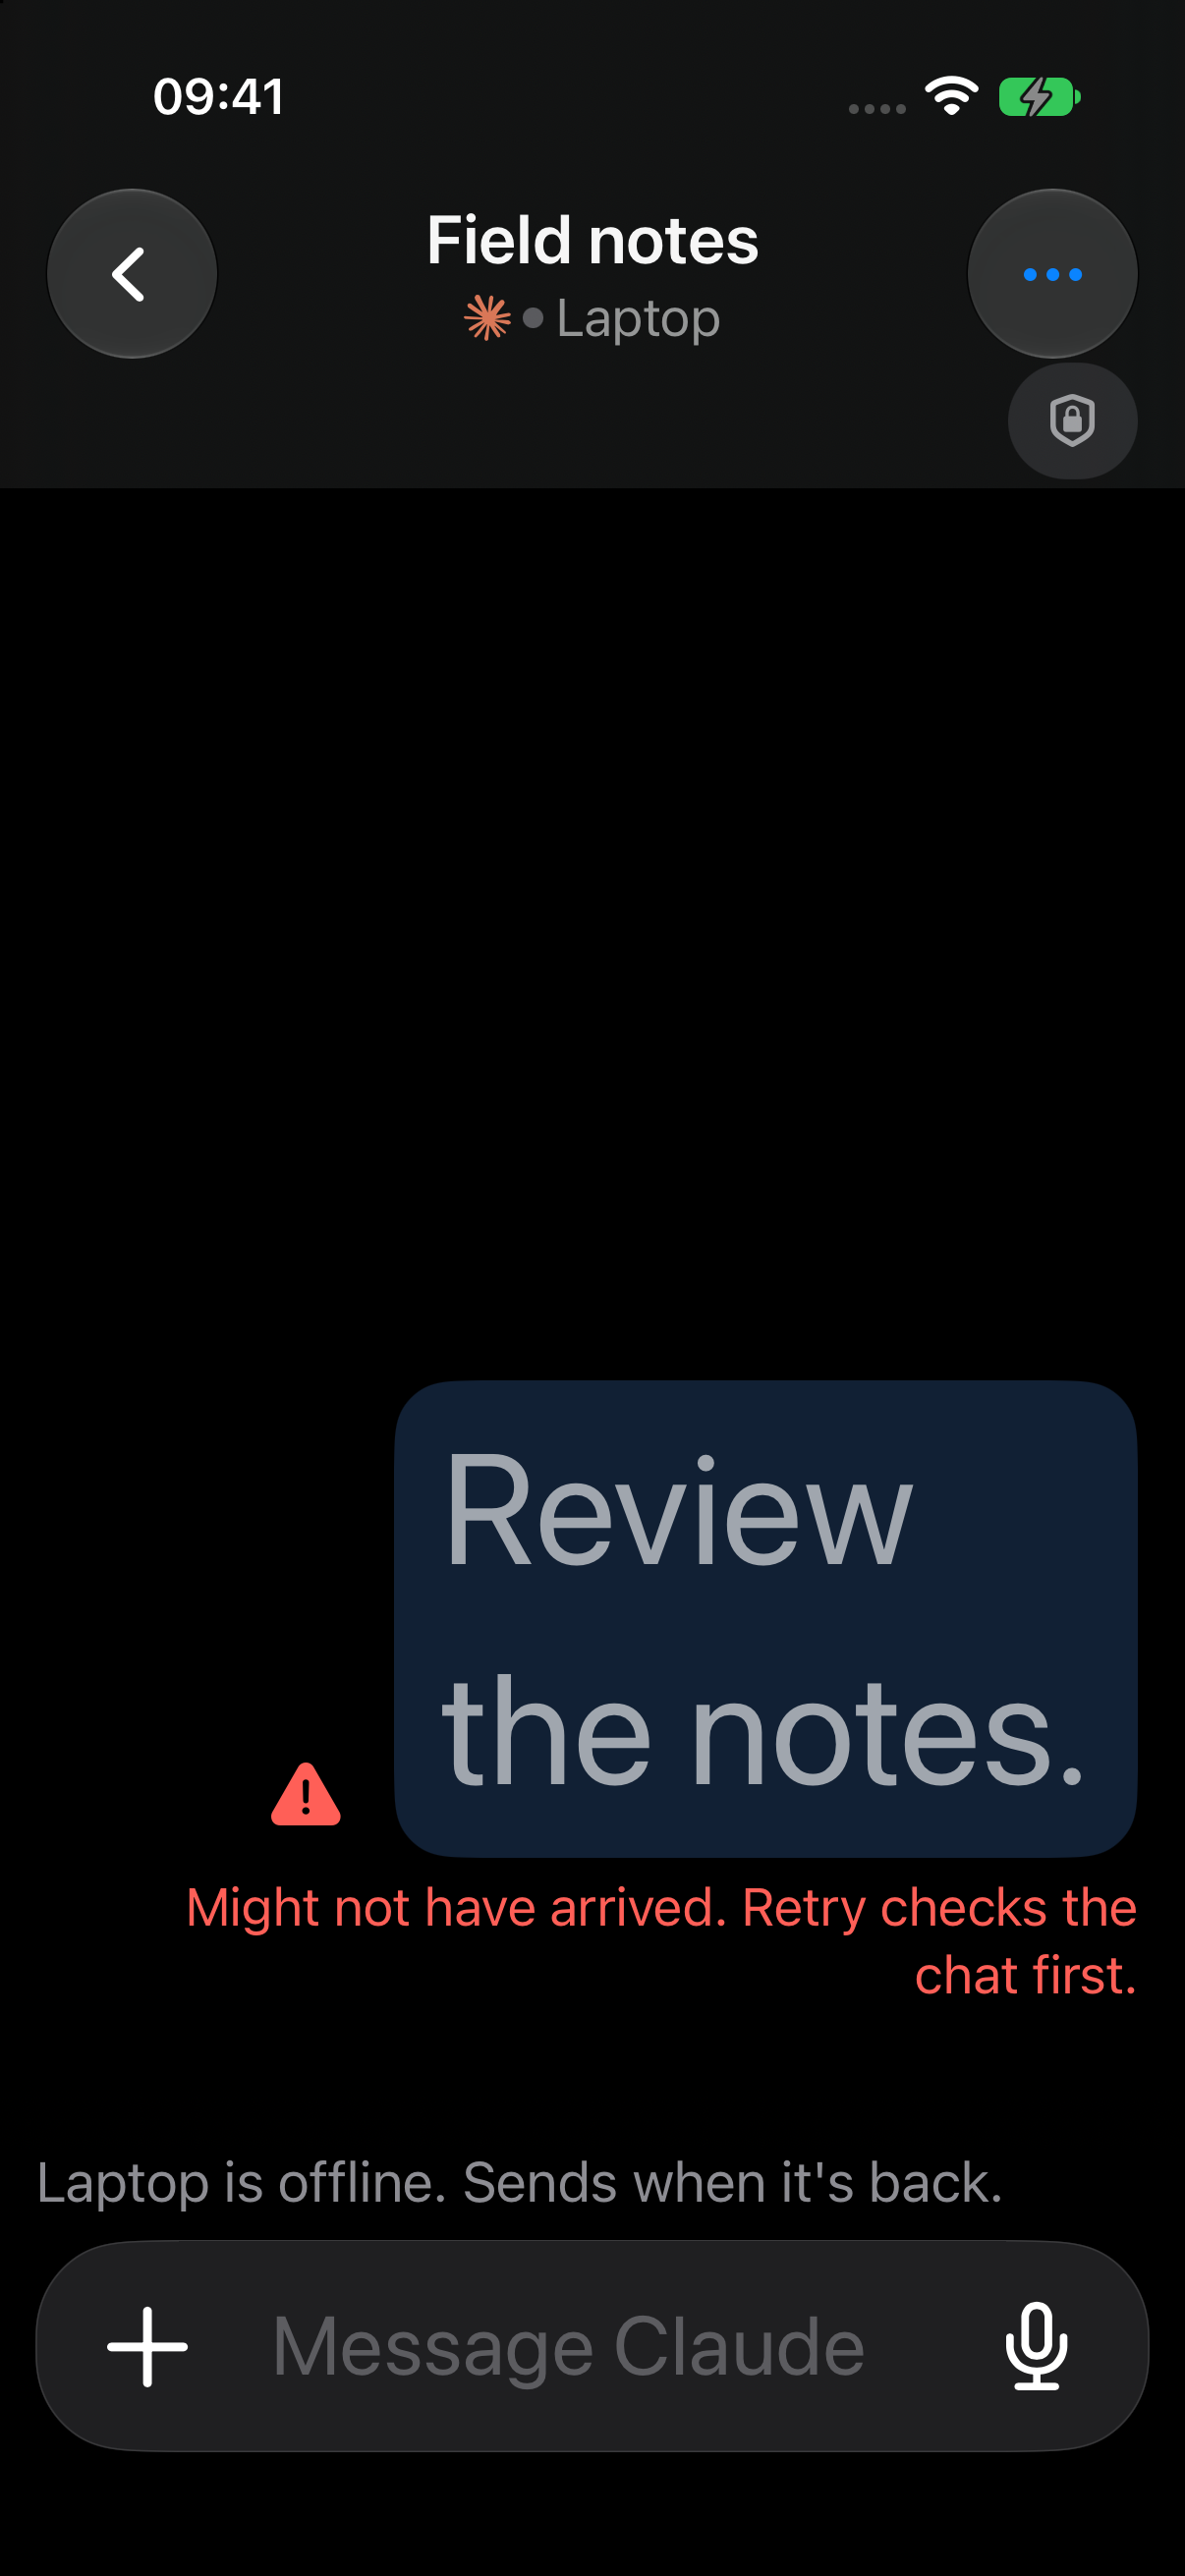 09:41
Field notes
Laptop
Review
the notes.
Might not have arrived. Retry checks the
chat first.
Laptop is offline. Sends when it's back.
Message Claude